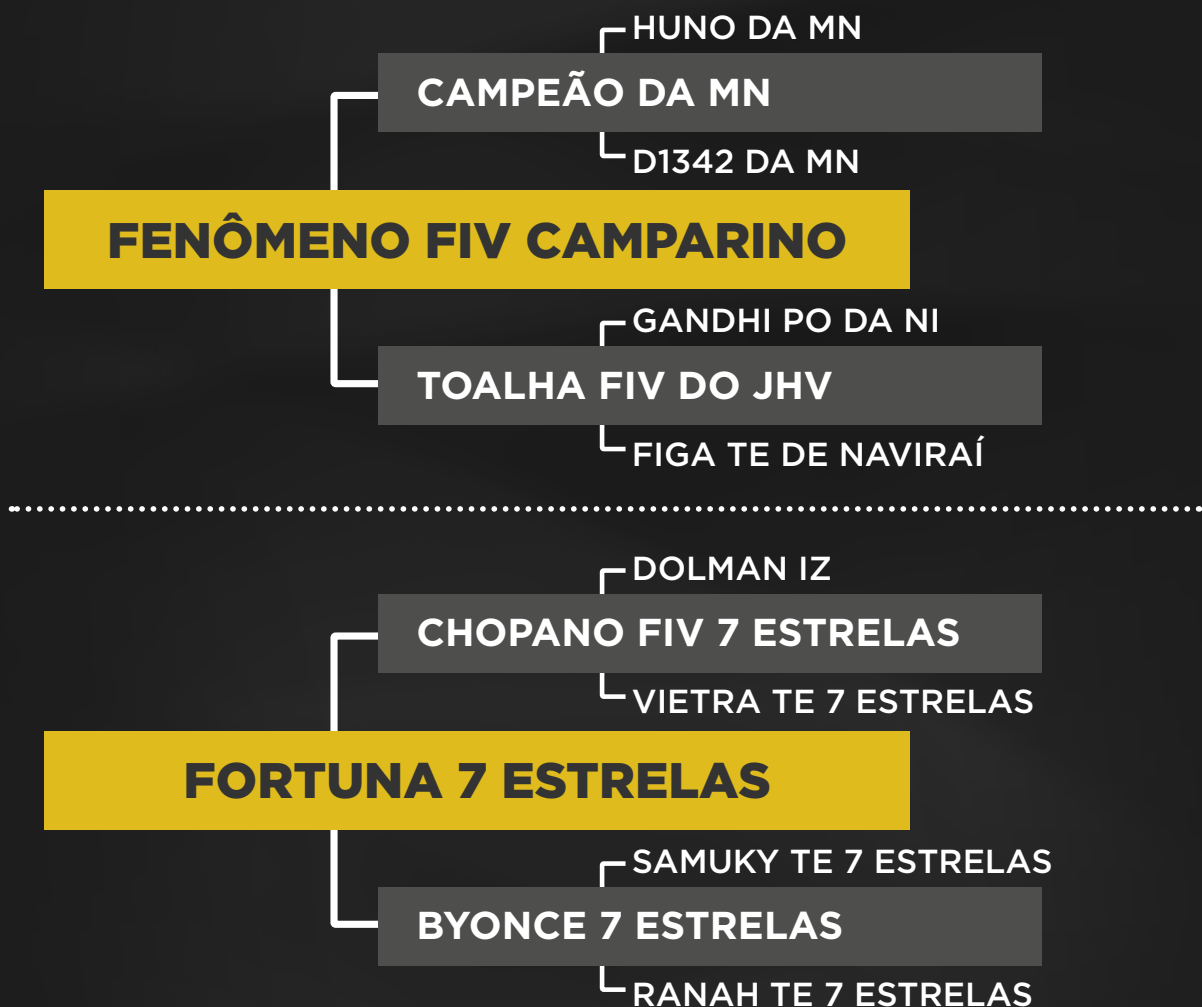 HUNO DA MN
CAMPEÃO DA MN
D1342 DA MN
FENÔMENO FIV CAMPARINO
GANDHI PO DA NI
TOALHA FIV DO JHV
FIGA TE DE NAVIRAÍ
DOLMAN IZ
CHOPANO FIV 7 ESTRELAS
VIETRA TE 7 ESTRELAS
FORTUNA 7 ESTRELAS
SAMUKY TE 7 ESTRELAS
BYONCE 7 ESTRELAS
RANAH TE 7 ESTRELAS